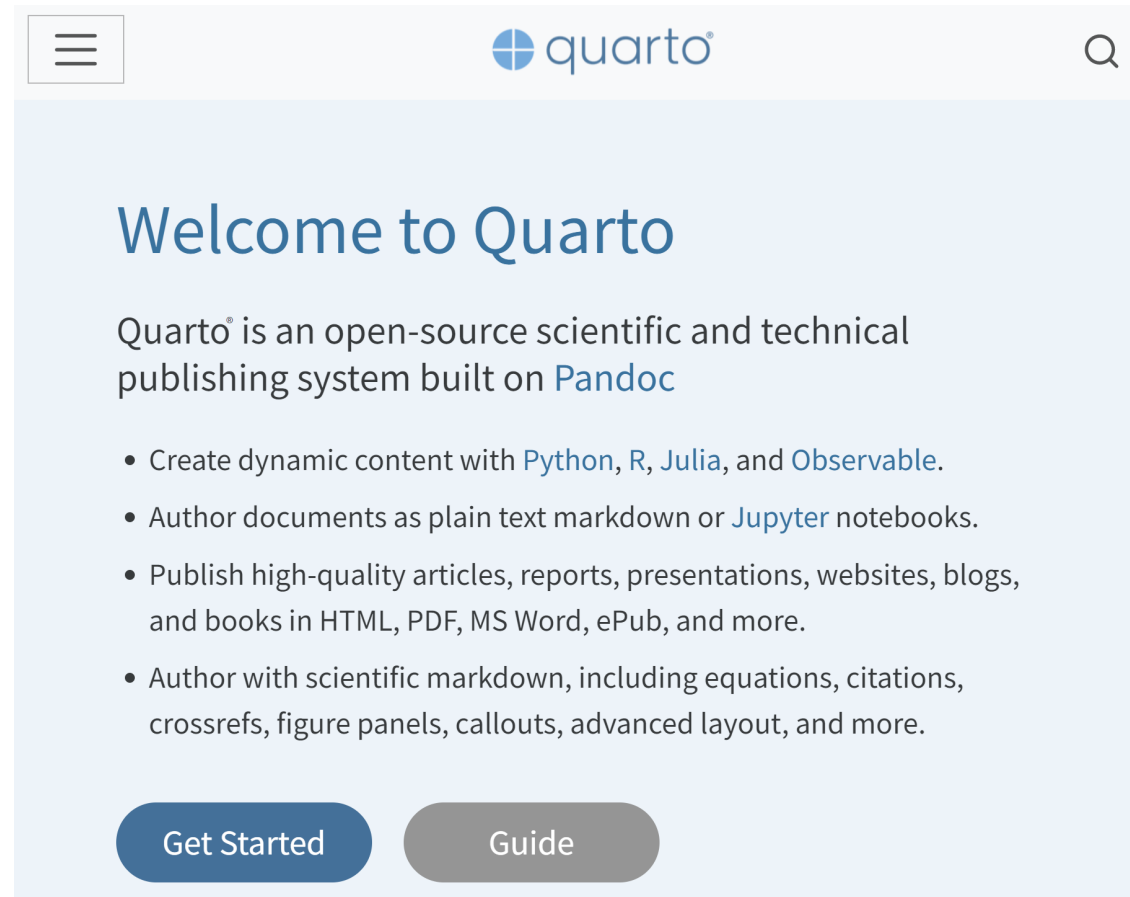 quarto®
Welcome to Quarto
Quarto® is an open-source scientific and technical
publishing system built on Pandoc
• Create dynamic content with Python, R, Julia, and Observable.
• Author documents as plain text markdown or Jupyter notebooks.
• Publish high-quality articles, reports, presentations, websites, blogs,
and books in HTML, PDF, MS Word, ePub, and more.
• Author with scientific markdown, including equations, citations,
crossrefs, figure panels, callouts, advanced layout, and more.
Get Started
Guide